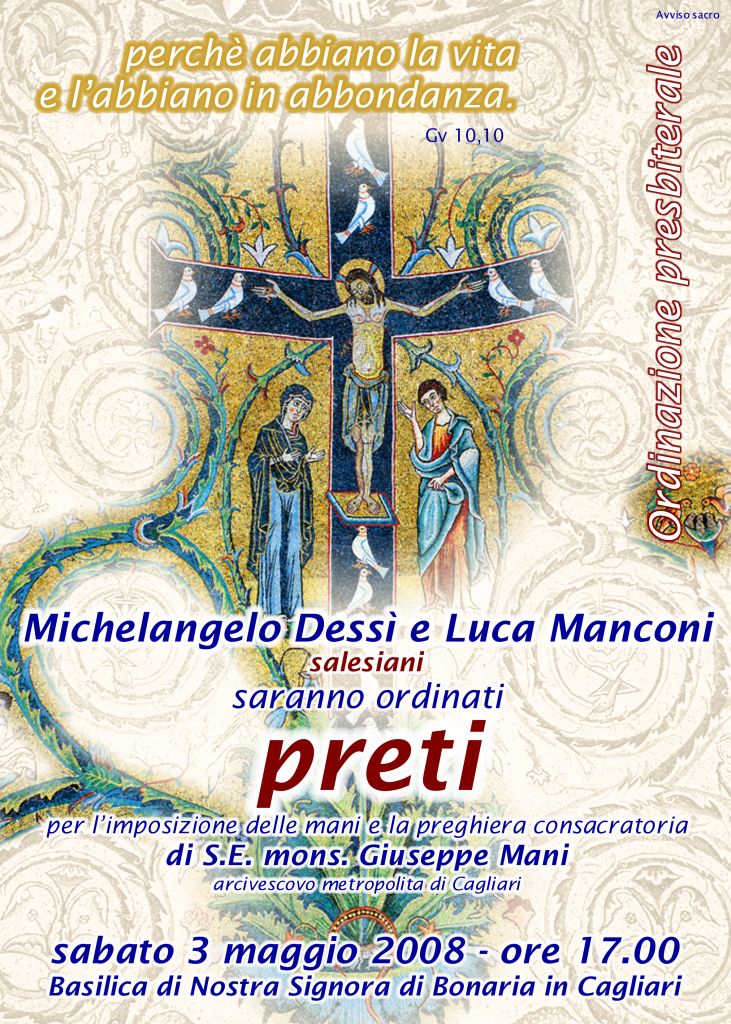 Avviso sacro
perchè abbiano la vita
e l'abbiano in abbondanza.
Gv 10,10
Ordinazione presbiterale
Michelangelo Dessì e Luca Manconi
salesiani
saranno ordinati
preti
per l'imposizione delle mani e la preghiera consacratoria
di S.E. mons. Giuseppe Mani
arcivescovo metropolita di Cagliari
sabato 3 maggio 2008 - ore 17.00
Basilica di Nostra Signora di Bonaria in Cagliari